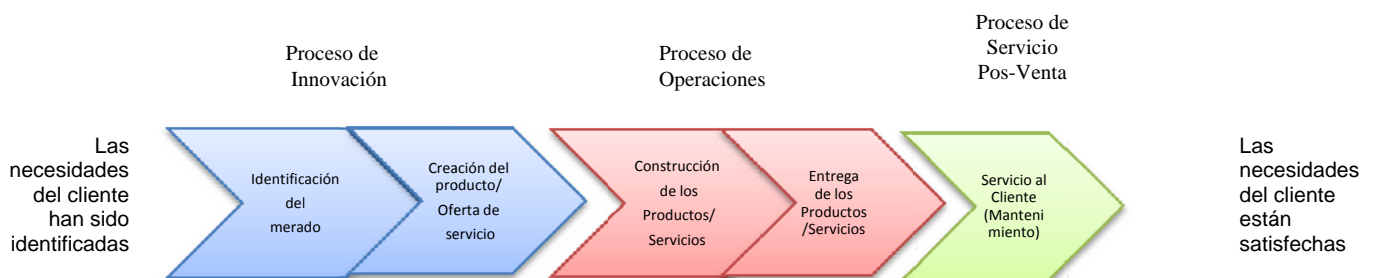 Proceso de
Innovación
Proceso de
Operaciones
Proceso de
Servicio
Pos-Venta
Las
necesidades
del cliente
han sido
identificadas
Identificación
del
merado
Creación del
producto/
Oferta de
servicio
Construcción
de los
Productos/
Servicios
Entrega
de los
Productos
/Servicios
Servicio al
Cliente
(Manteni
miento)
Las
necesidades
del cliente
están
satisfechas